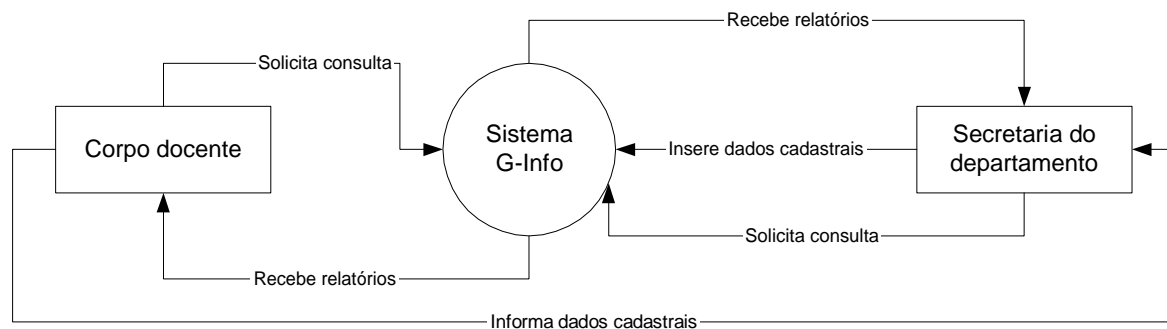 Recebe relatórios
Solicita consulta
Corpo docente
Sistema
G-Info
Insere dados cadastrais
Secretaria do
departamento
Solicita consulta
Recebe relatórios
Informa dados cadastrais